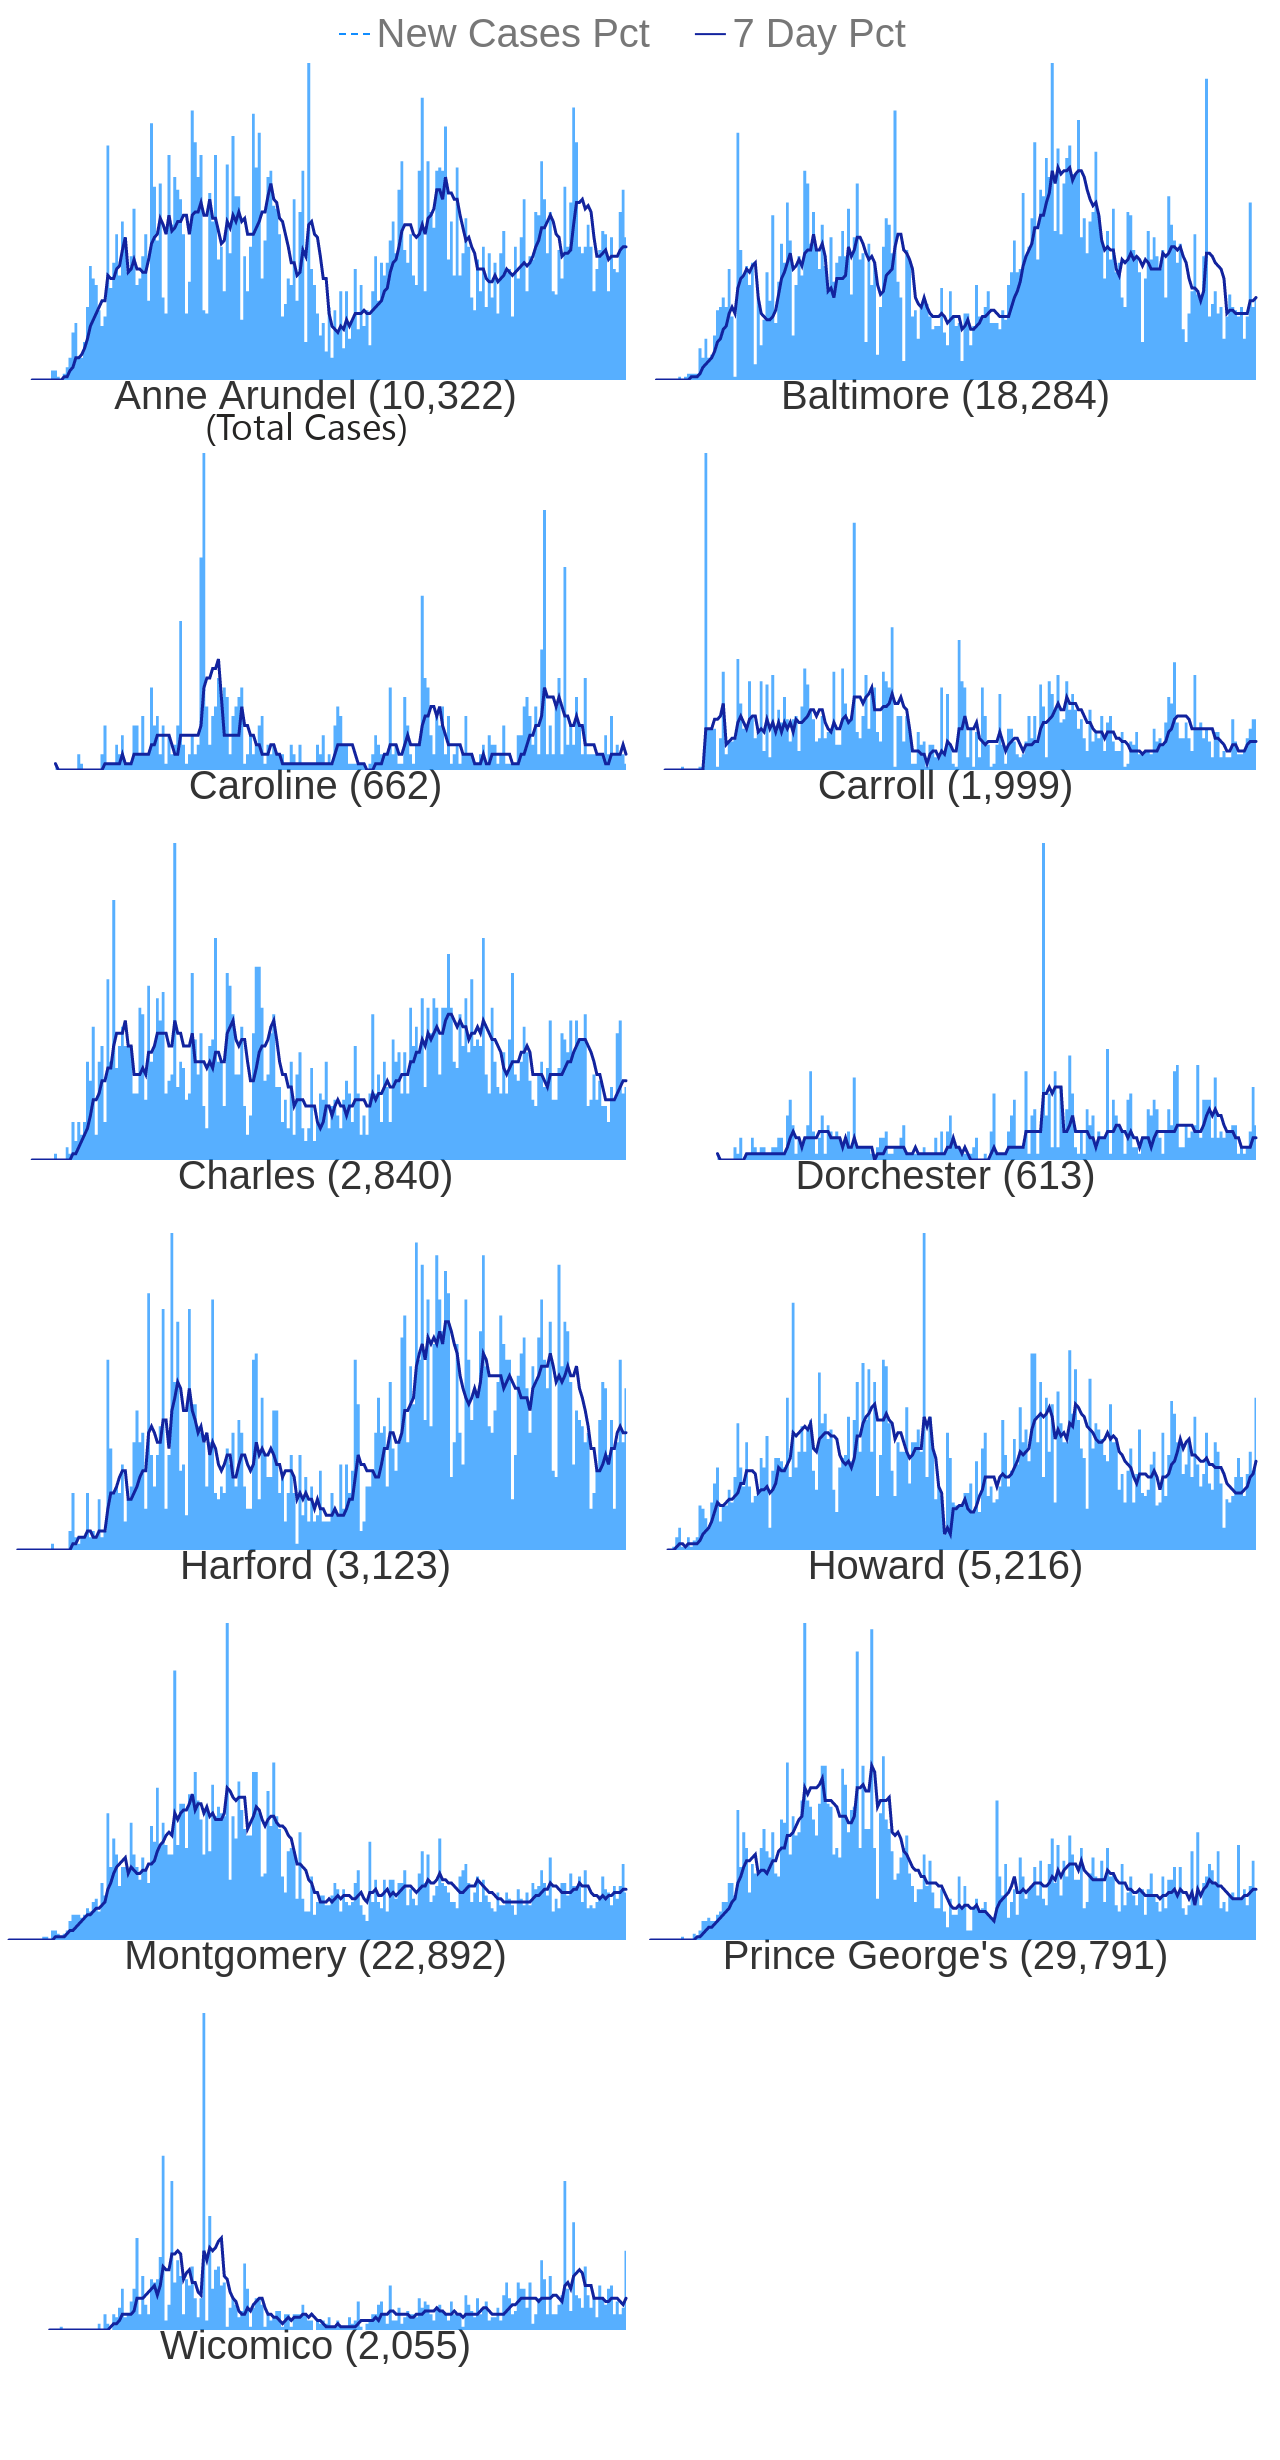 New Cases Pct 7 Day Pct
Anne Arundel (10,322) Baltimore (18,284)
(Total Cases)
Caroline (662) Carroll (1,999)
Charles (2,840) Dorchester (613)
Harford (3,123) Howard (5,216)
Montgomery (22,892) Prince George's (29,791)
Wicomico (2,055)